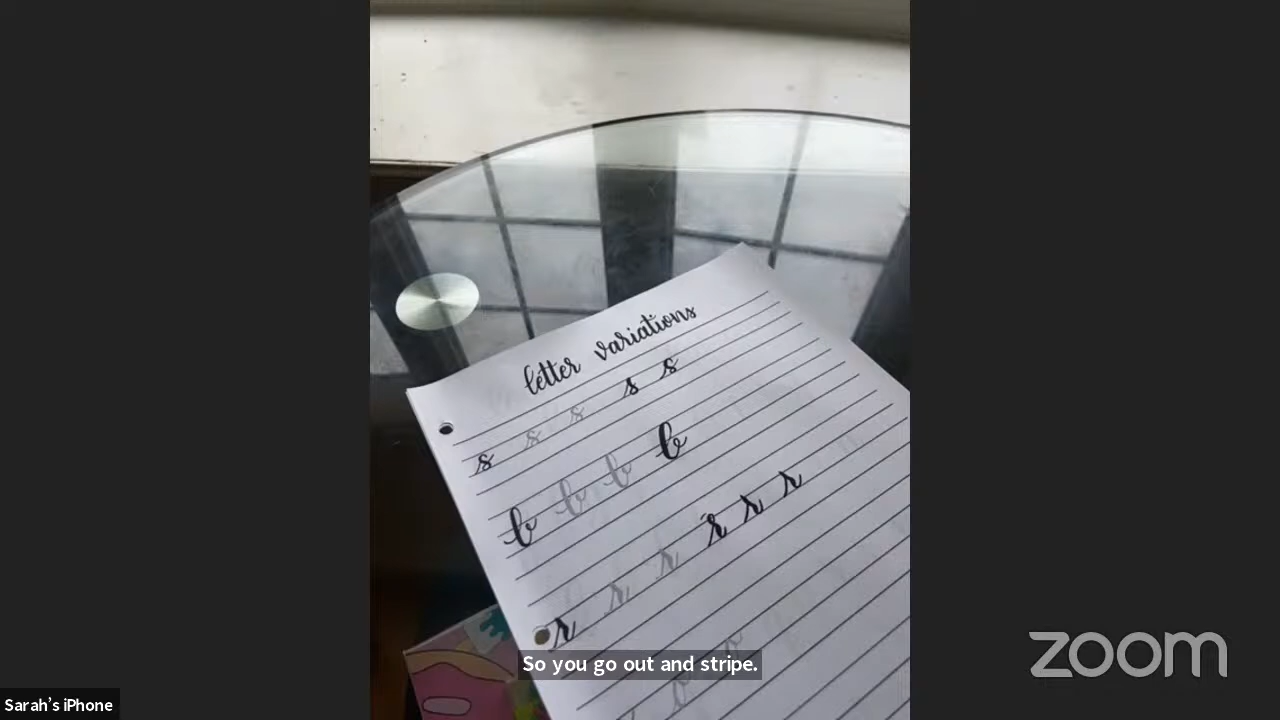 letter variations
s s s s s
b b b b
r r r r r r
So you go out and stripe.
zoom
Sarah's iPhone